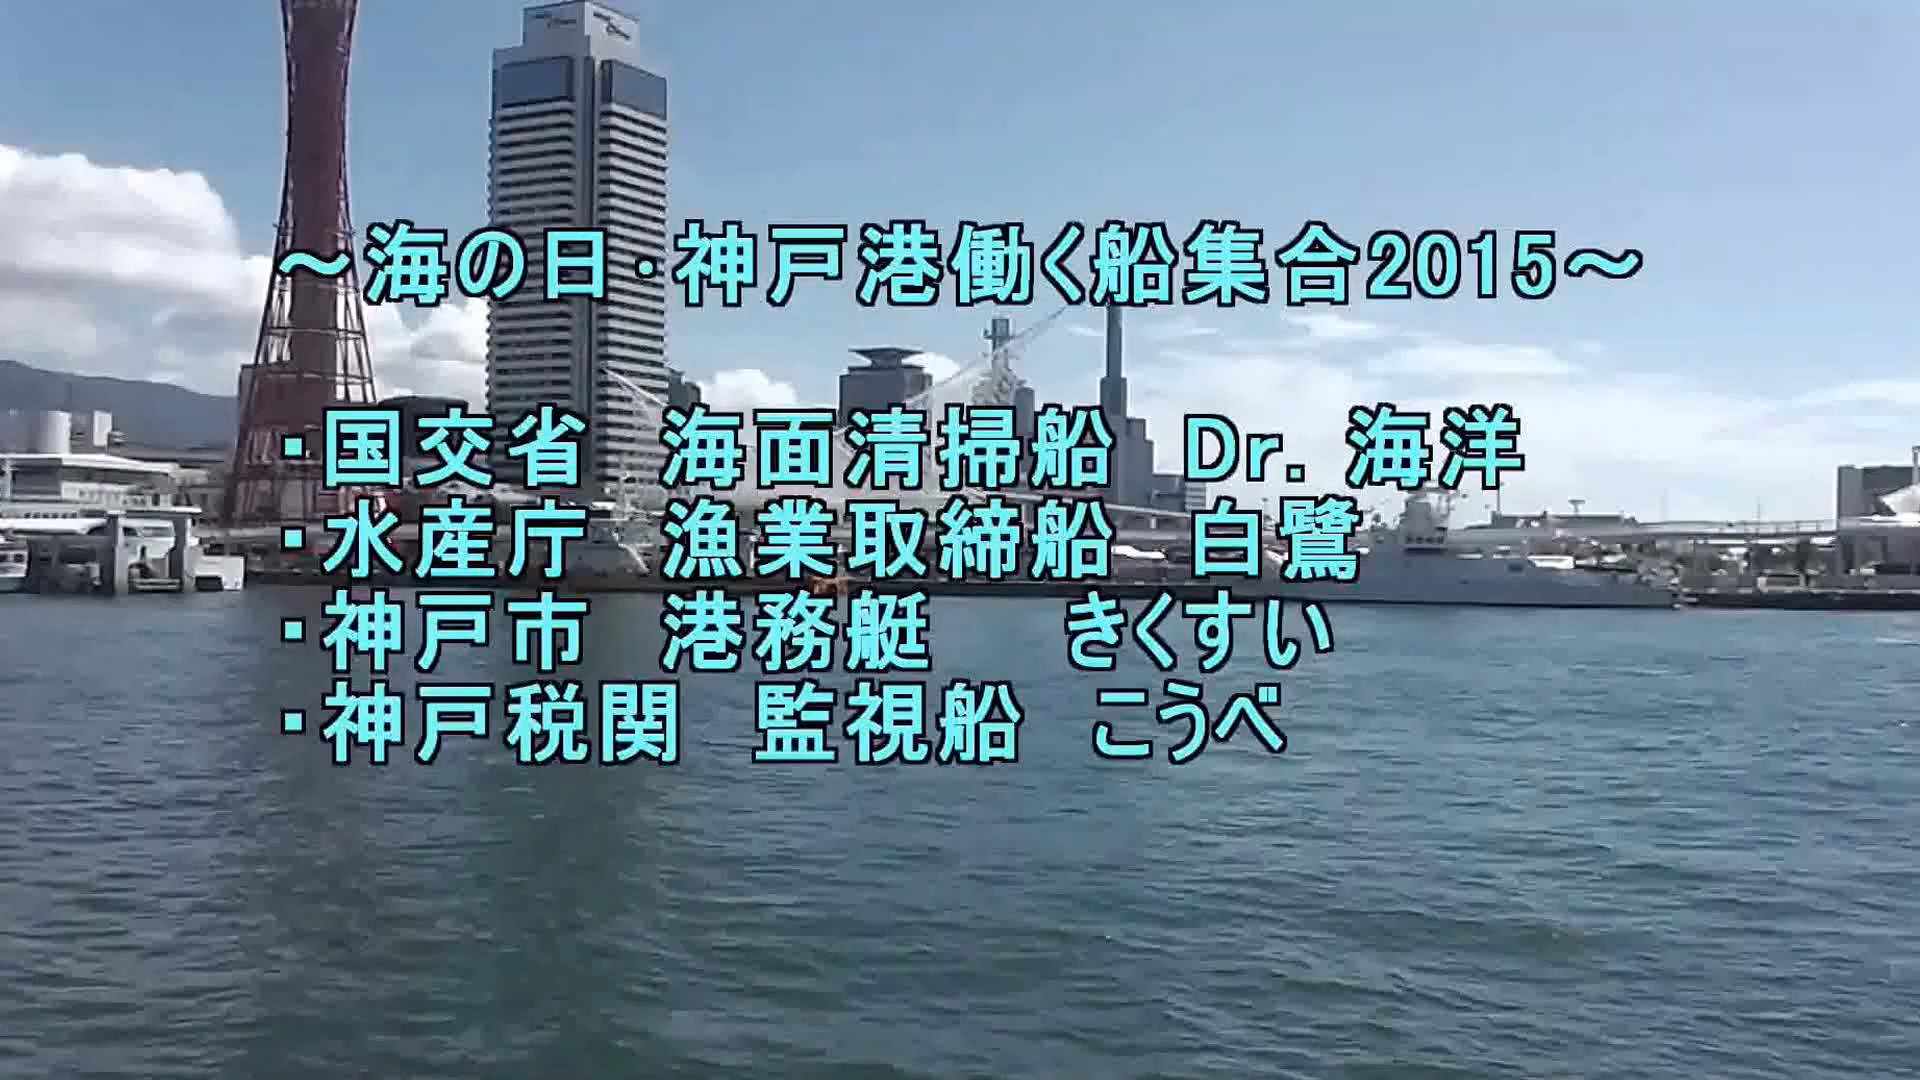 ～海の日・神戸港働く船集合2015～
・国交省　海面清掃船　Dr. 海洋
・水産庁　漁業取締船　白鷺
・神戸市　港務艇　きくすい
・神戸税関　監視船　こうべ